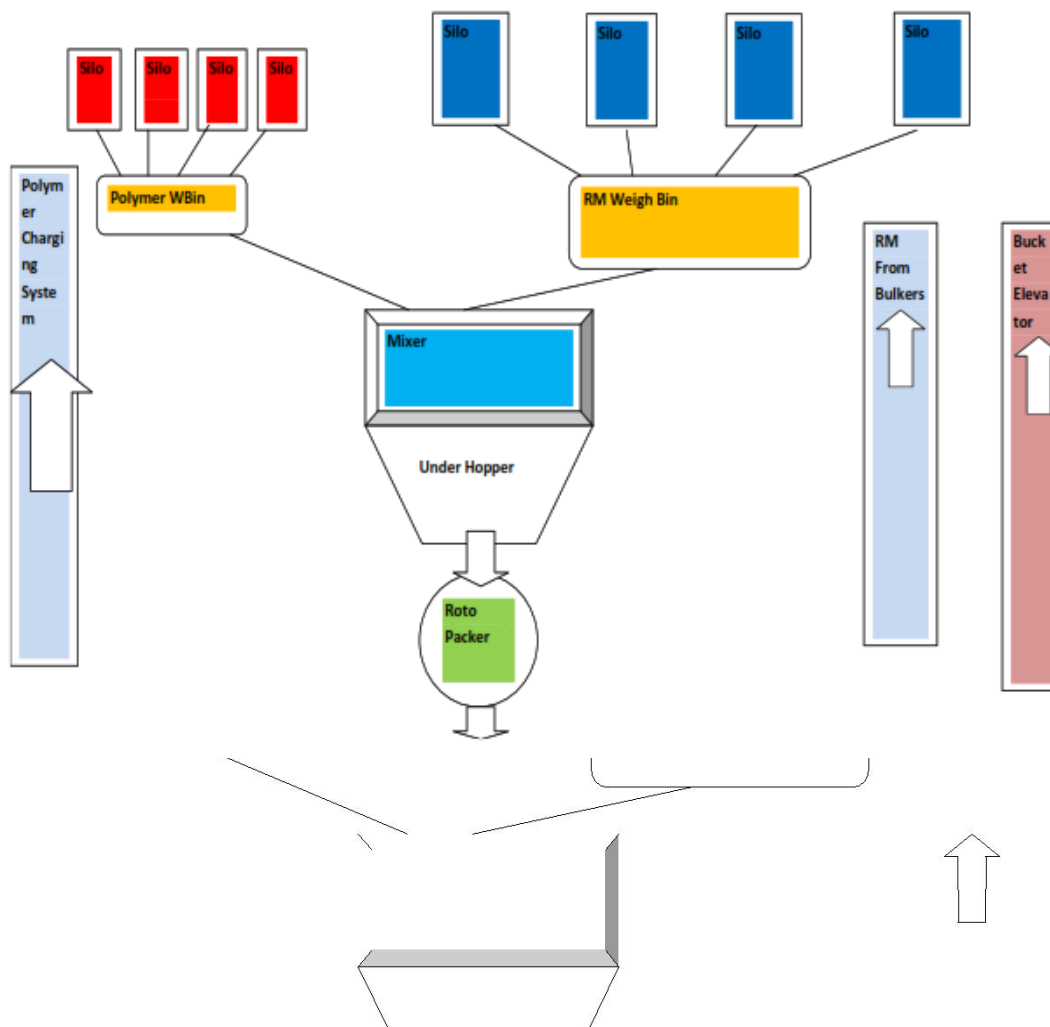 Silo
Silo
Silo
Silo
Silo
Silo
Silo
Silo
Polym
er
Chargi
ng
Syste
m
Polymer WBin
RM Weigh Bin
RM
From
Bulkers
Buck
et
Eleva
tor
Mixer
Under Hopper
Roto
Packer